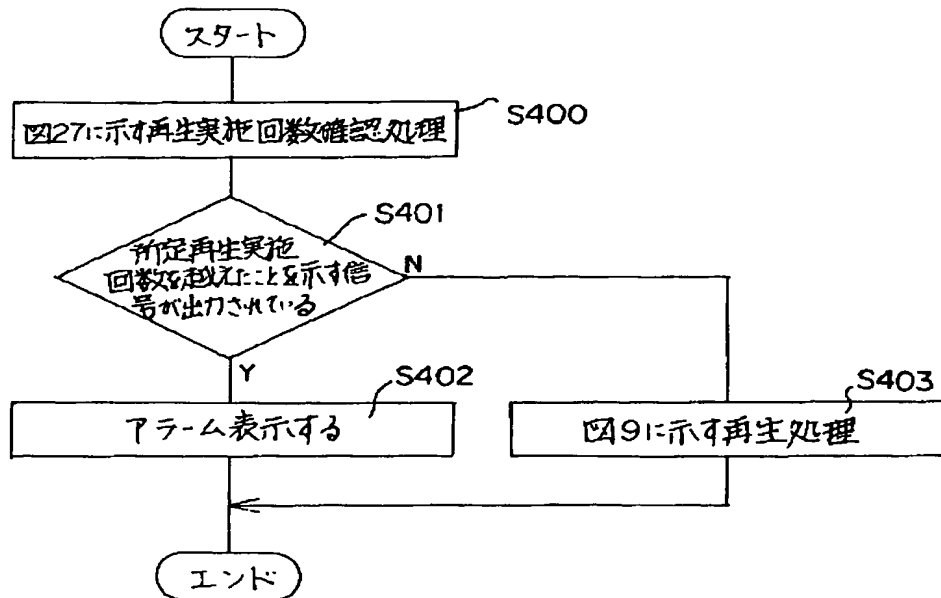 スタート
図27に示す再生実施回数確認処理
S400
S401
所定再生実施
回数を越えたことを示す信
号が出力されている
N
Y
S402
アラーム表示する
S403
図9に示す再生処理
エンド